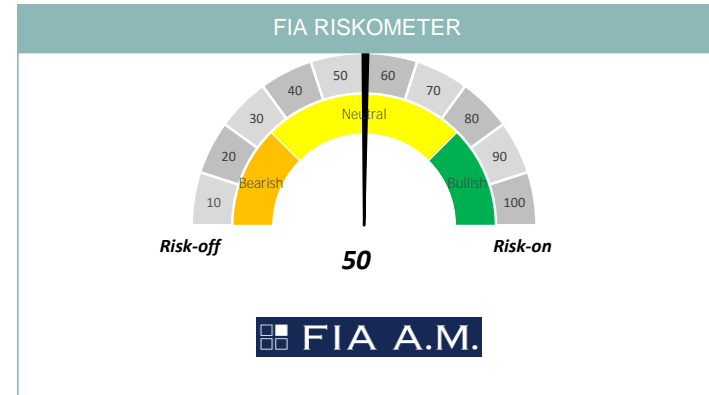 FIA RISKOMETER
50
60
40
70
Neutral
30
80
20
90
Bearish
Bullish
10
100
Risk-off
Risk-on
50
FIA A.M.